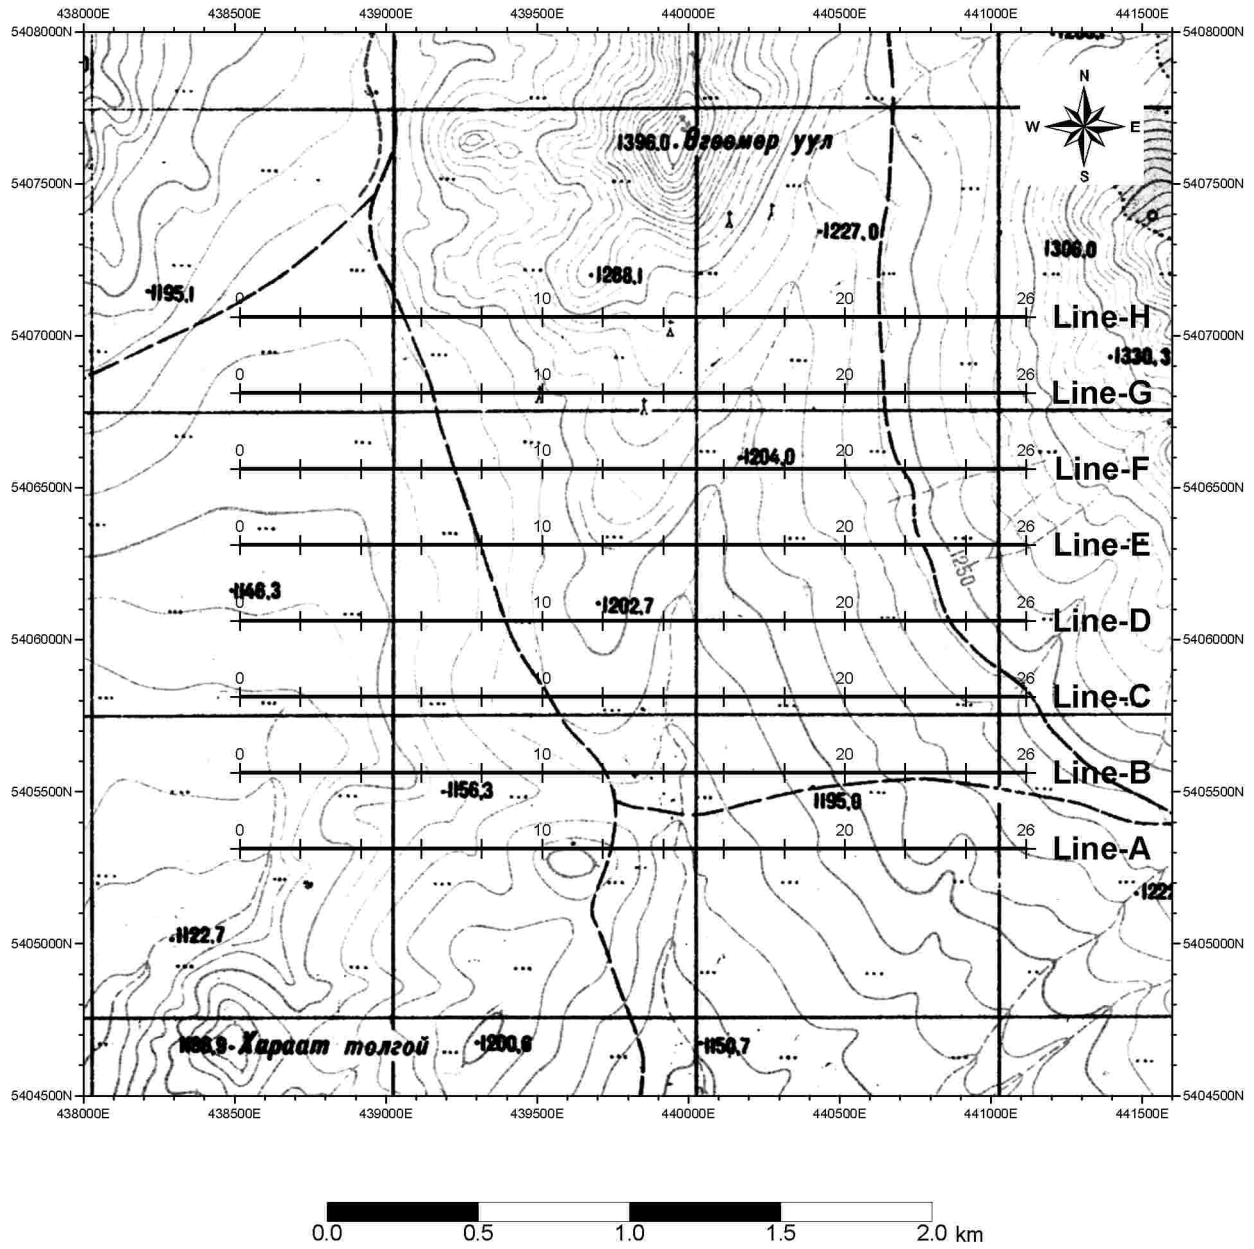 438000E 438500E 439000E 439500E 440000E 440500E 441000E 441500E
5408000N 5408000N
N
W E
S
1396.0 Өгөөмөр уул
5407500N 5407500N
1227,0
1306.0
1268,1
1195,1
0 10 20 26 Line-H
5407000N 5407000N
1330,3
0 10 20 26 Line-G
1204,0
0 10 20 26 Line-F
5406500N 5406500N
0 10 20 26 Line-E
1250
1146,3
1202,7
0 10 20 26 Line-D
5406000N 5406000N
0 10 20 26 Line-C
0 10 20 26 Line-B
5405500N 5405500N
1156,3
0 10 20 26 Line-A
1122,7
5405000N 5405000N
Хараат толгой
1200,6
1150,7
5404500N 5404500N
438000E 438500E 439000E 439500E 440000E 440500E 441000E 441500E
0.0 0.5 1.0 1.5 2.0 km